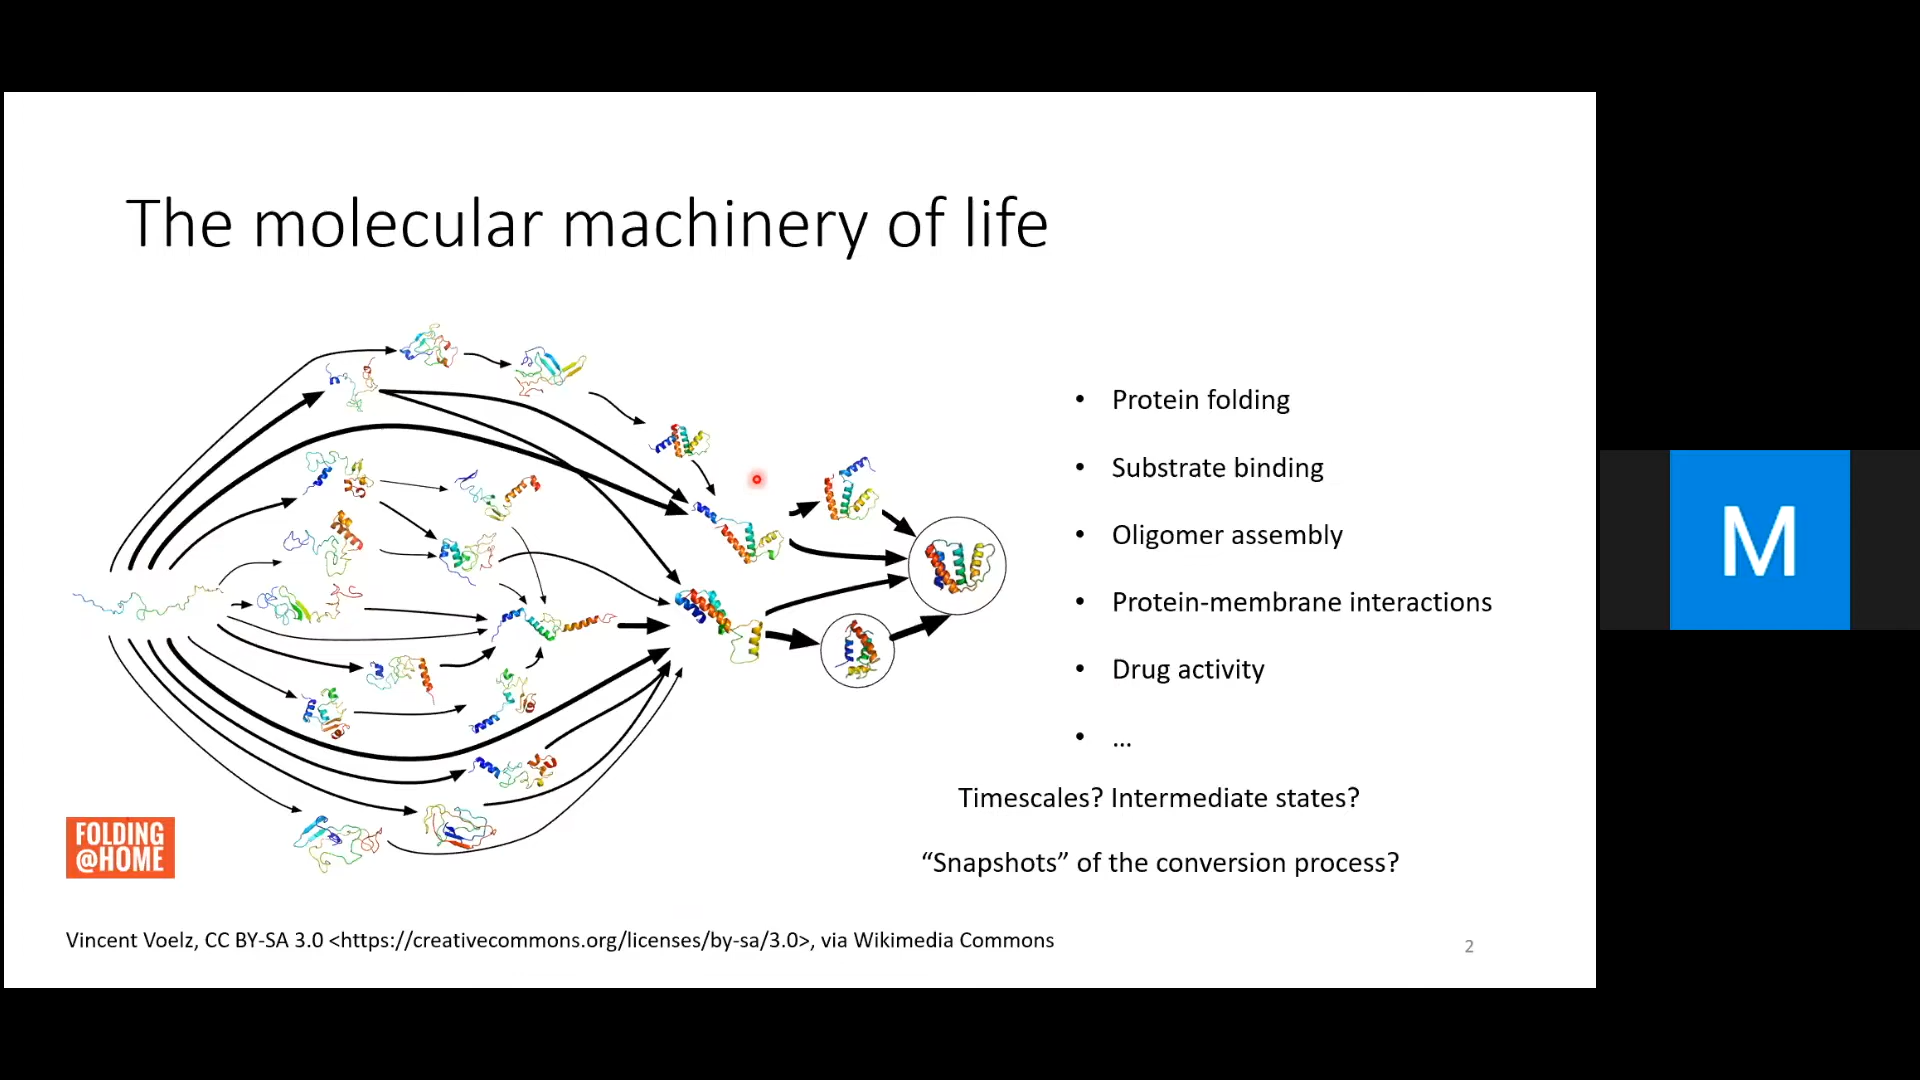 The molecular machinery of life
• Protein folding
• Substrate binding
• Oligomer assembly
• Protein-membrane interactions
• Drug activity
• ...
Timescales? Intermediate states?
“Snapshots” of the conversion process?
FOLDING
@HOME
Vincent Voelz, CC BY-SA 3.0 <https://creativecommons.org/licenses/by-sa/3.0>, via Wikimedia Commons
2
M